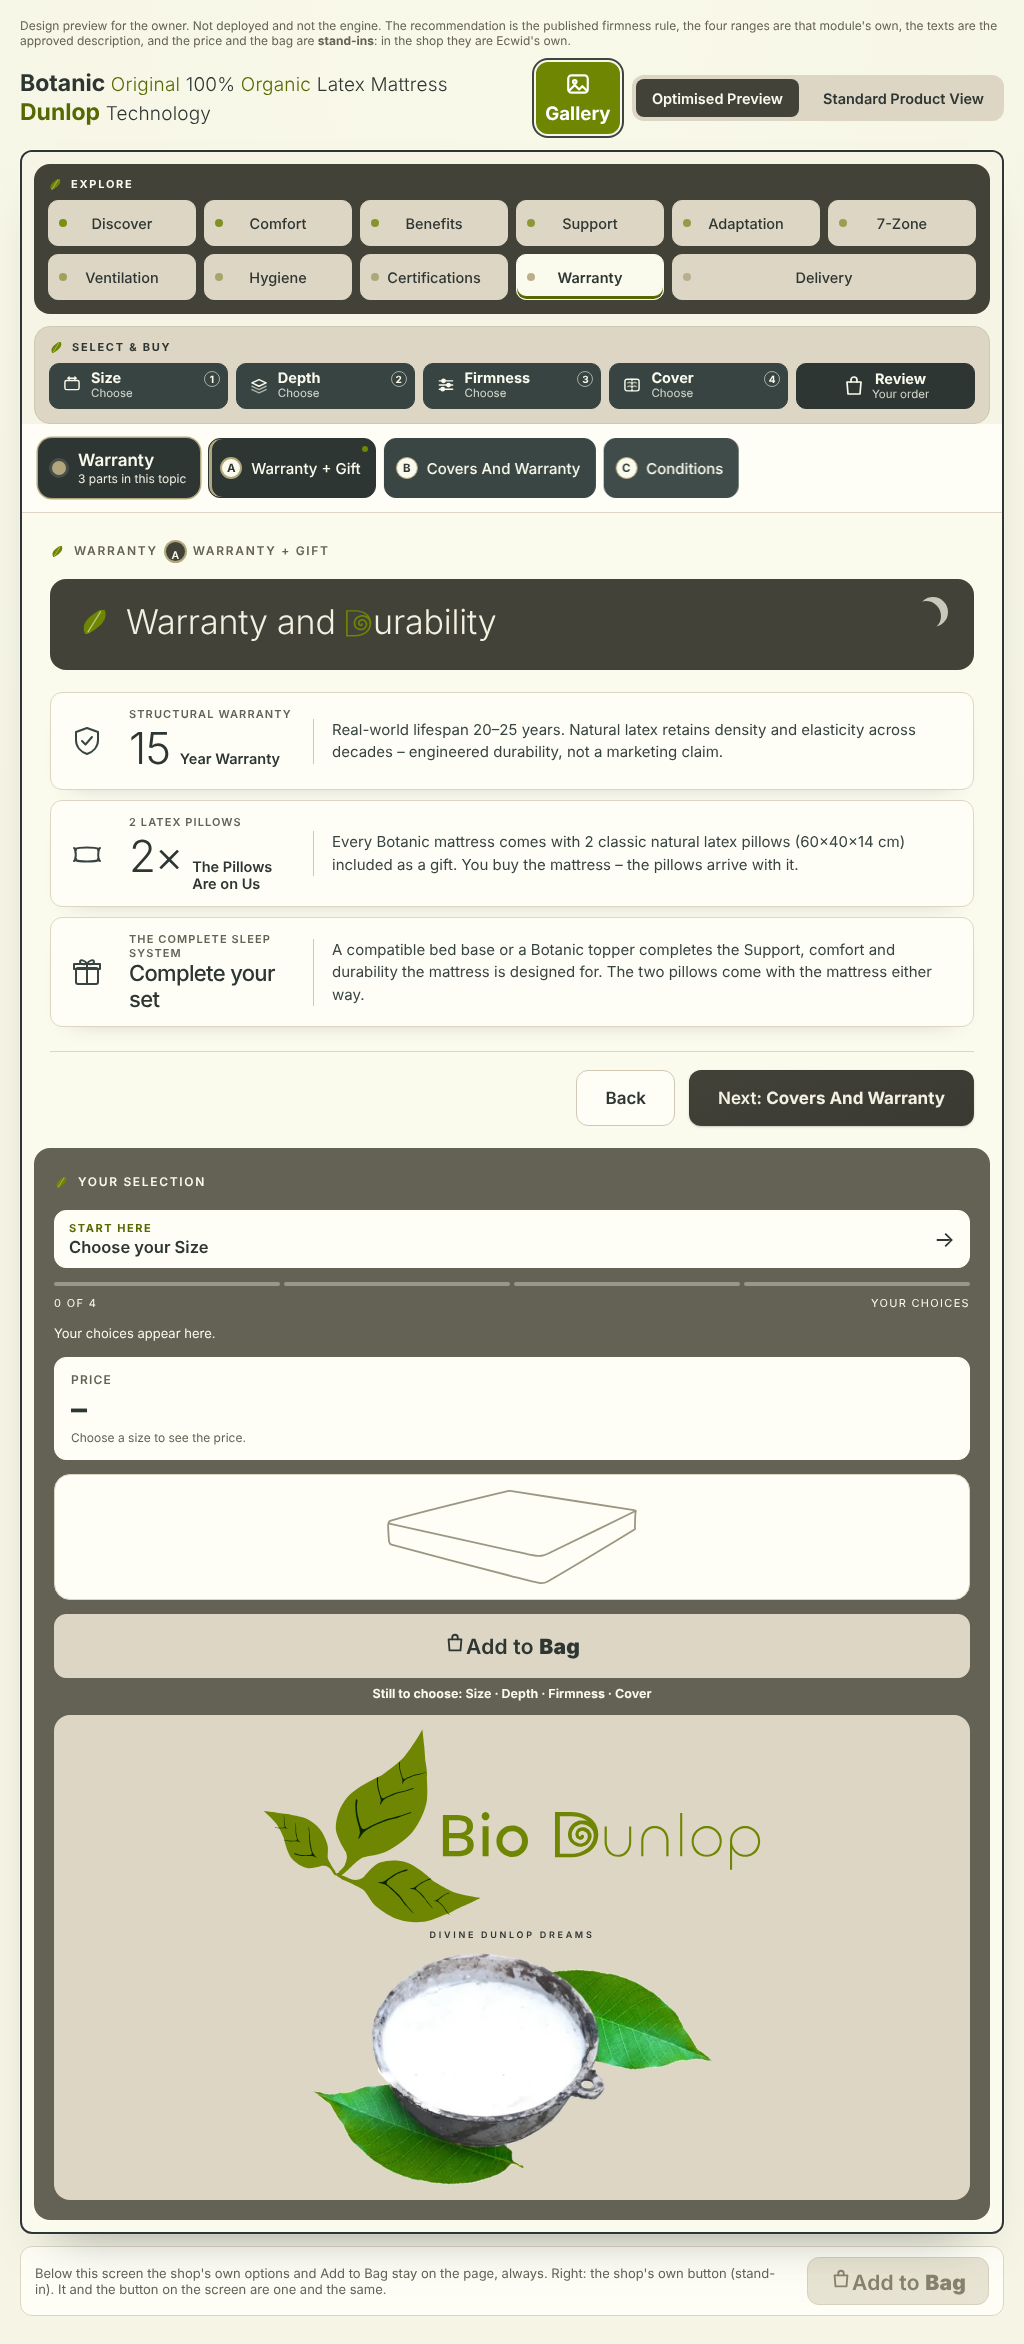 Design preview for the owner. Not deployed and not the engine. The recommendation is the published firmness rule, the four ranges are that module's own, the texts are the
approved description, and the price and the bag are stand-ins: in the shop they are Ecwid's own.
Botanic Original 100% Organic Latex Mattress
Dunlop Technology
Gallery
Optimised Preview
Standard Product View
EXPLORE
Discover
Comfort
Benefits
Support
Adaptation
7-Zone
Ventilation
Hygiene
Certifications
Warranty
Delivery
SELECT & BUY
Size
Choose
1
Depth
Choose
2
Firmness
Choose
3
Cover
Choose
4
Review
Your order
Warranty
3 parts in this topic
A Warranty + Gift
B Covers And Warranty
C Conditions
WARRANTY A WARRANTY + GIFT
Warranty and Durability
STRUCTURAL WARRANTY
15 Year Warranty
Real-world lifespan 20–25 years. Natural latex retains density and elasticity across
decades – engineered durability, not a marketing claim.
2 LATEX PILLOWS
2× The Pillows
Are on Us
Every Botanic mattress comes with 2 classic natural latex pillows (60×40×14 cm)
included as a gift. You buy the mattress – the pillows arrive with it.
THE COMPLETE SLEEP
SYSTEM
Complete your
set
A compatible bed base or a Botanic topper completes the Support, comfort and
durability the mattress is designed for. The two pillows come with the mattress either
way.
Back
Next: Covers And Warranty
YOUR SELECTION
START HERE
Choose your Size
0 OF 4
YOUR CHOICES
Your choices appear here.
PRICE
–
Choose a size to see the price.
Add to Bag
Still to choose: Size · Depth · Firmness · Cover
Bio Dunlop
DIVINE DUNLOP DREAMS
Below this screen the shop's own options and Add to Bag stay on the page, always. Right: the shop's own button (stand-
in). It and the button on the screen are one and the same.
Add to Bag